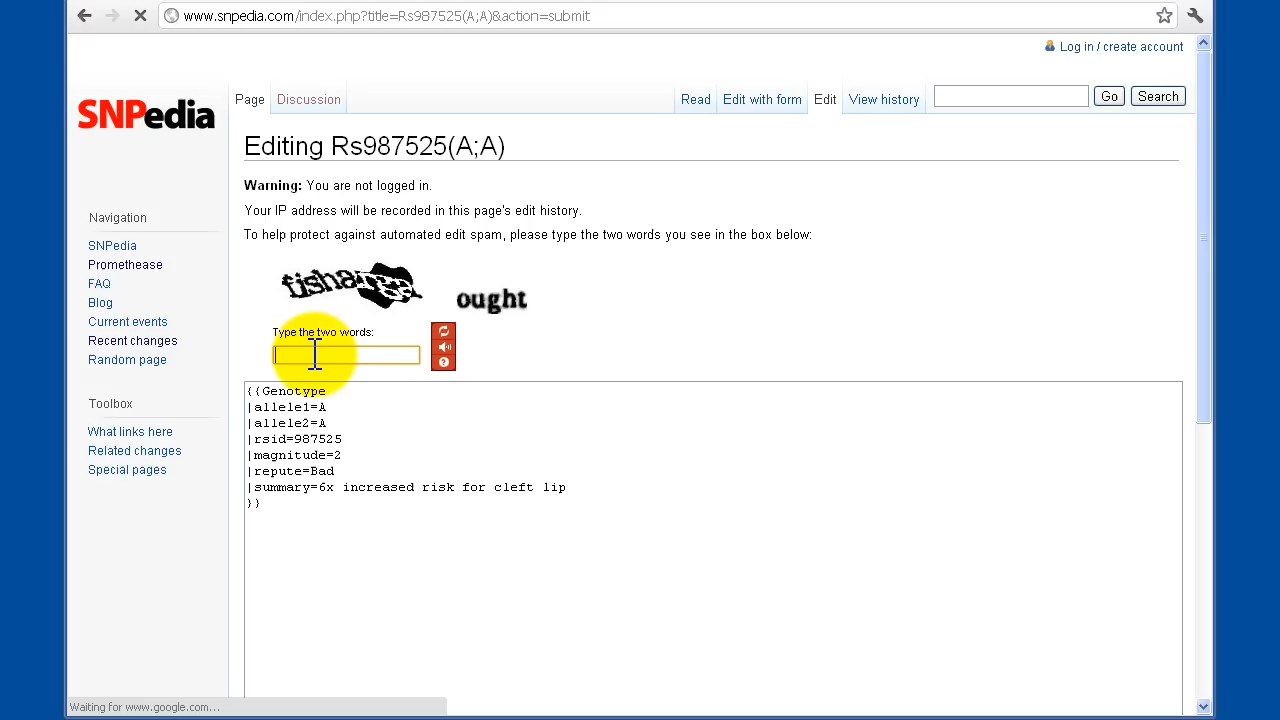 www.snpedia.com/index.php?title=Rs987525(A;A)&action=submit
Log in / create account
SNPedia
Page Discussion Read Edit with form Edit View history Go Search
Editing Rs987525(A;A)
Warning: You are not logged in.
Your IP address will be recorded in this page's edit history.
To help protect against automated edit spam, please type the two words you see in the box below:
ought
Type the two words:
Navigation
SNPedia
Promethease
FAQ
Blog
Current events
Recent changes
Random page
Toolbox
What links here
Related changes
Special pages
{{Genotype
|allele1=A
|allele2=A
|rsid=987525
|magnitude=2
|repute=Bad
|summary=6x increased risk for cleft lip
}}
Waiting for www.google.com...